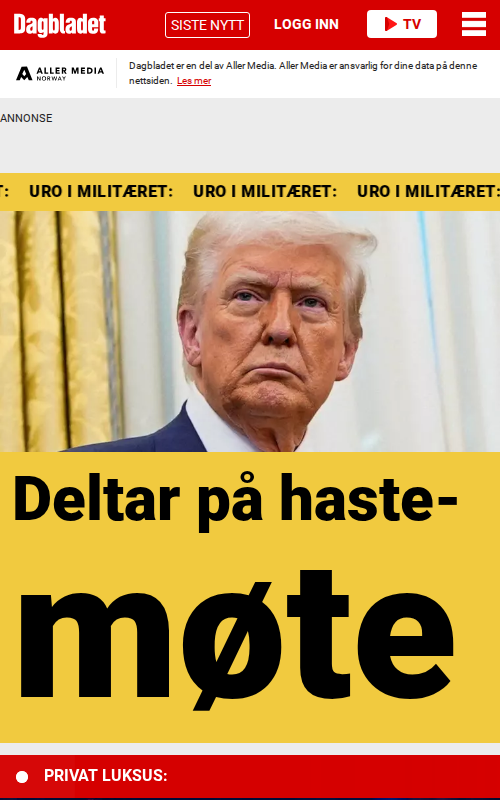 Dagbladet
SISTE NYTT
LOGG INN
TV
ALLER MEDIA
NORWAY
Dagbladet er en del av Aller Media. Aller Media er ansvarlig for dine data på denne
nettsiden. Les mer
ANNONSE
T: URO I MILITÆRET: URO I MILITÆRET: URO I MILITÆRET:
Deltar på haste-
møte
PRIVAT LUKSUS: